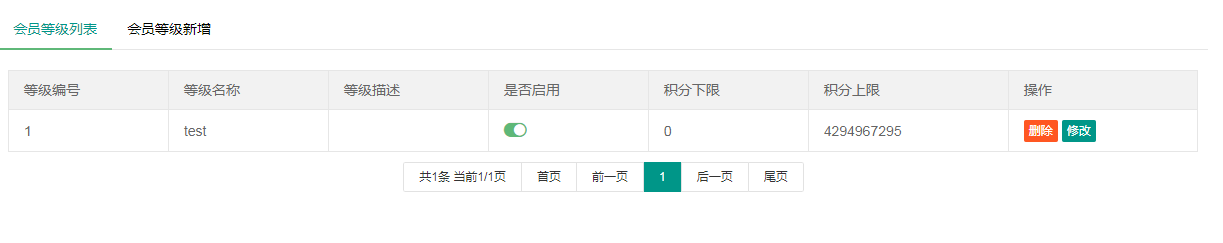 会员等级列表 会员等级新增
等级编号 等级名称 等级描述 是否启用 积分下限 积分上限 操作
1 test 0 4294967295 删除 修改
共1条 当前1/1页 首页 前一页 1 后一页 尾页